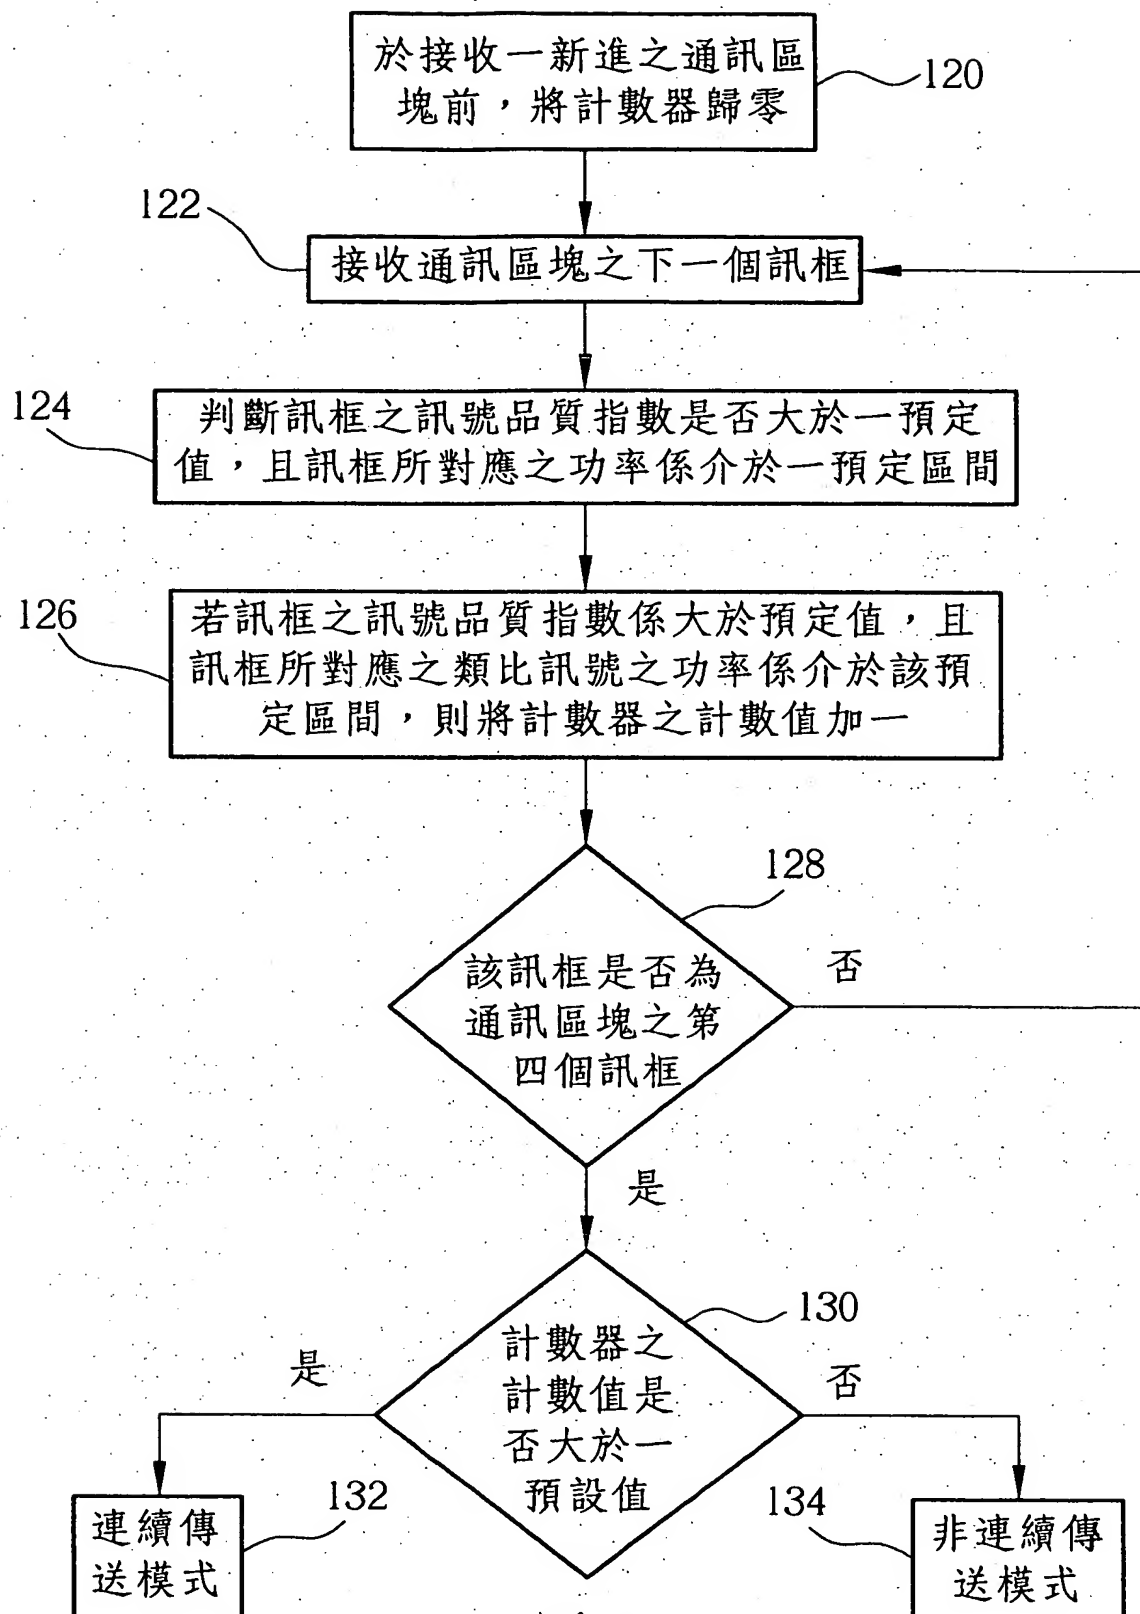 於接收一新進之通訊區
塊前，將計數器歸零
120
122
接收通訊區塊之下一個訊框
124
判斷訊框之訊號品質指數是否大於一預定
值，且訊框所對應之功率係介於一預定區間
126
若訊框之訊號品質指數係大於預定值，且
訊框所對應之類比訊號之功率係介於該預
定區間，則將計數器之計數值加一
128
該訊框是否為
通訊區塊之第
四個訊框
否
是
130
計數器之
計數值是
否大於一
預設值
是
否
132
連續傳
送模式
134
非連續傳
送模式